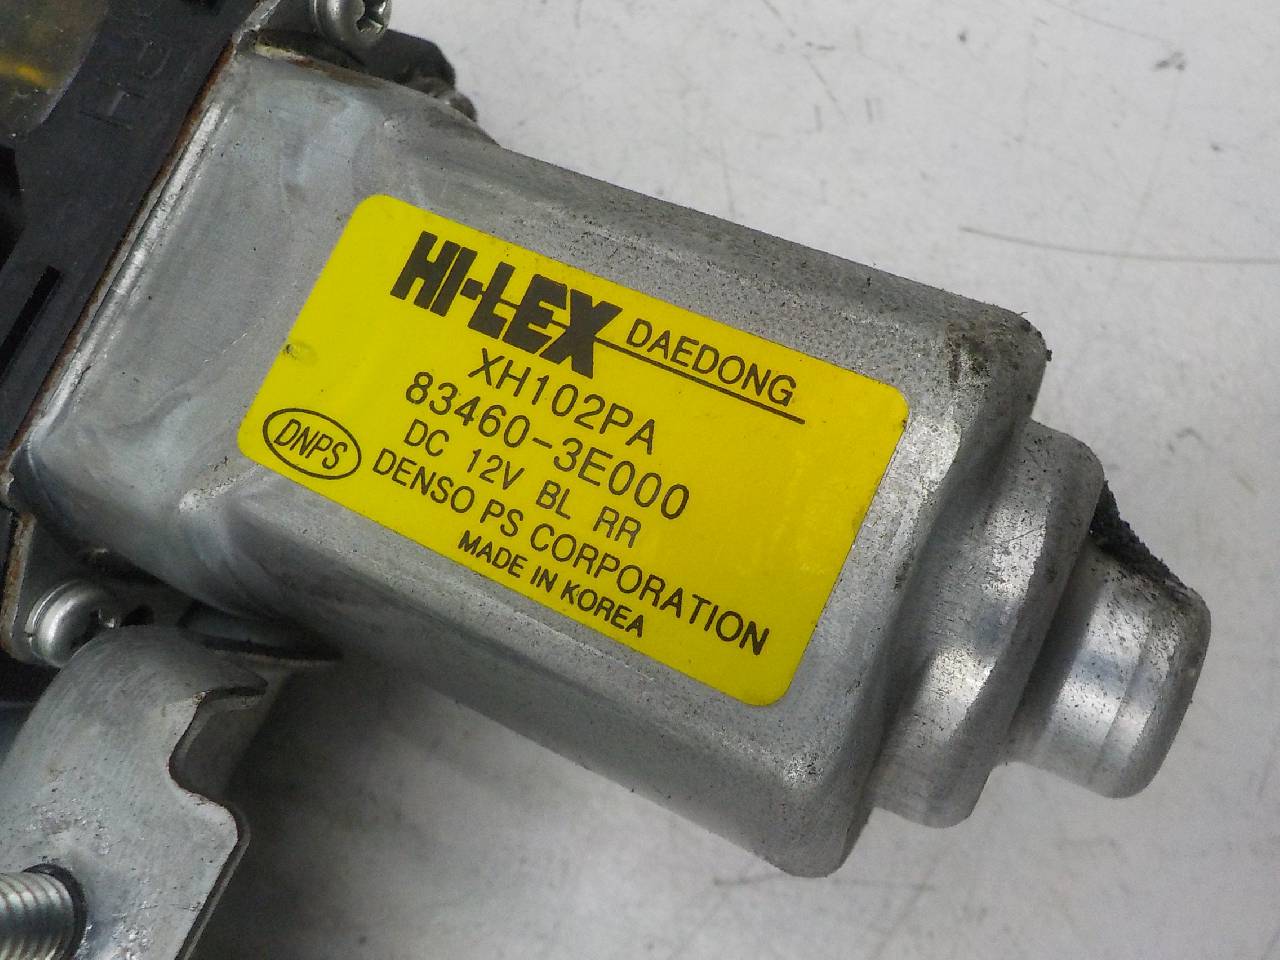 HI-LEX DAEDONG
XH102PA
83460-3E000
DNPS
DC 12V BL RR
DENSO PS CORPORATION
MADE IN KOREA